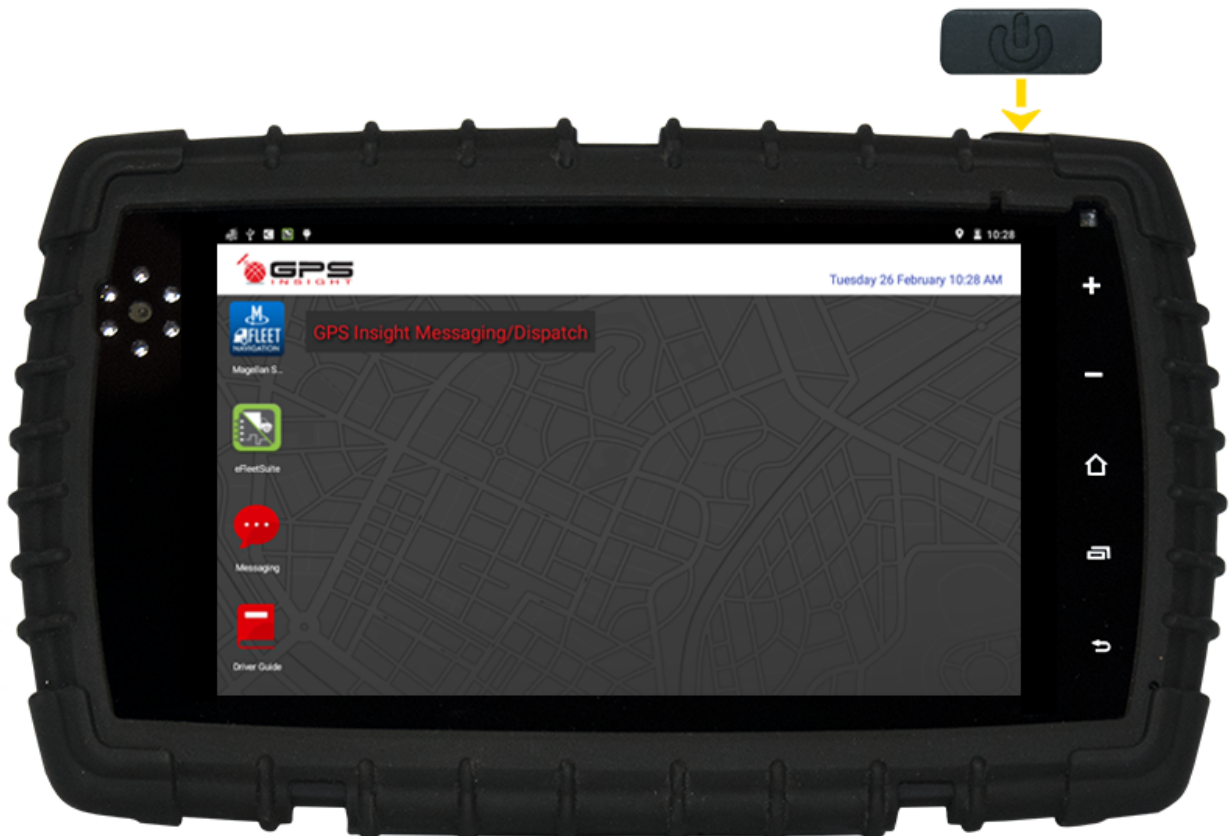 10:28
GPS
INSIGHT
Tuesday 26 February 10:28 AM
M
FLEET
NAVIGATION
Magellan S...
GPS Insight Messaging/Dispatch
eFleetSuite
Messaging
Driver Guide